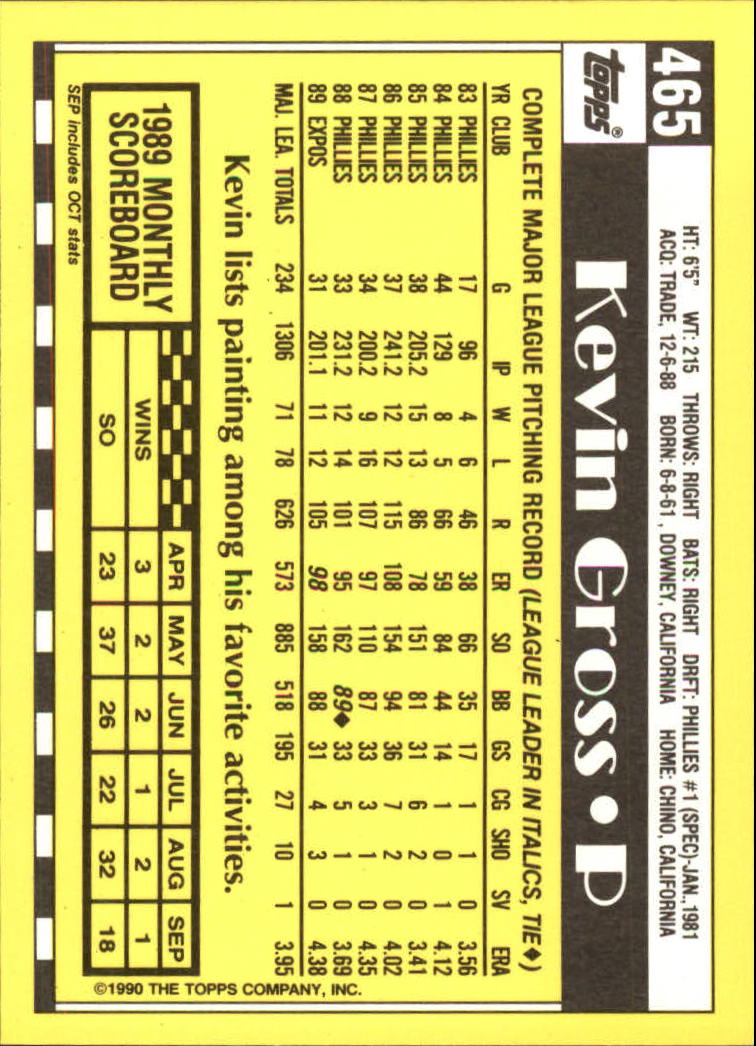 465
HT: 6'5" WT: 215 THROWS: RIGHT BATS: RIGHT DRFT: PHILLIES #1 (SPEC)-JAN., 1981
ACQ: TRADE, 12-6-88 BORN: 6-8-61, DOWNEY, CALIFORNIA HOME: CHINO, CALIFORNIA
topps®
Kevin Gross • P
COMPLETE MAJOR LEAGUE PITCHING RECORD (LEAGUE LEADER IN ITALICS, TIE◆)
YR CLUB G IP W L R ER SO BB GS CG SHO SV ERA
83 PHILLIES 17 96 4 6 46 38 66 35 17 1 1 0 3.56
84 PHILLIES 44 129 8 5 66 59 84 44 14 1 0 1 4.12
85 PHILLIES 38 205.2 15 13 86 78 151 81 31 6 2 0 3.41
86 PHILLIES 37 241.2 12 12 115 108 154 94 36 7 2 0 4.02
87 PHILLIES 34 200.2 9 16 107 97 110 87 33 3 1 0 4.35
88 PHILLIES 33 231.2 12 14 101 95 162 89◆ 33 5 1 0 3.69
89 EXPOS 31 201.1 11 12 105 98 158 88 31 4 3 0 4.38
MAJ. LEA. TOTALS 234 1306 71 78 626 573 885 518 195 27 10 1 3.95
Kevin lists painting among his favorite activities.
1989 MONTHLY
SCOREBOARD
APR MAY JUN JUL AUG SEP
WINS 3 2 2 1 2 1
SO 23 37 26 22 32 18
SEP includes OCT stats
©1990 THE TOPPS COMPANY, INC.